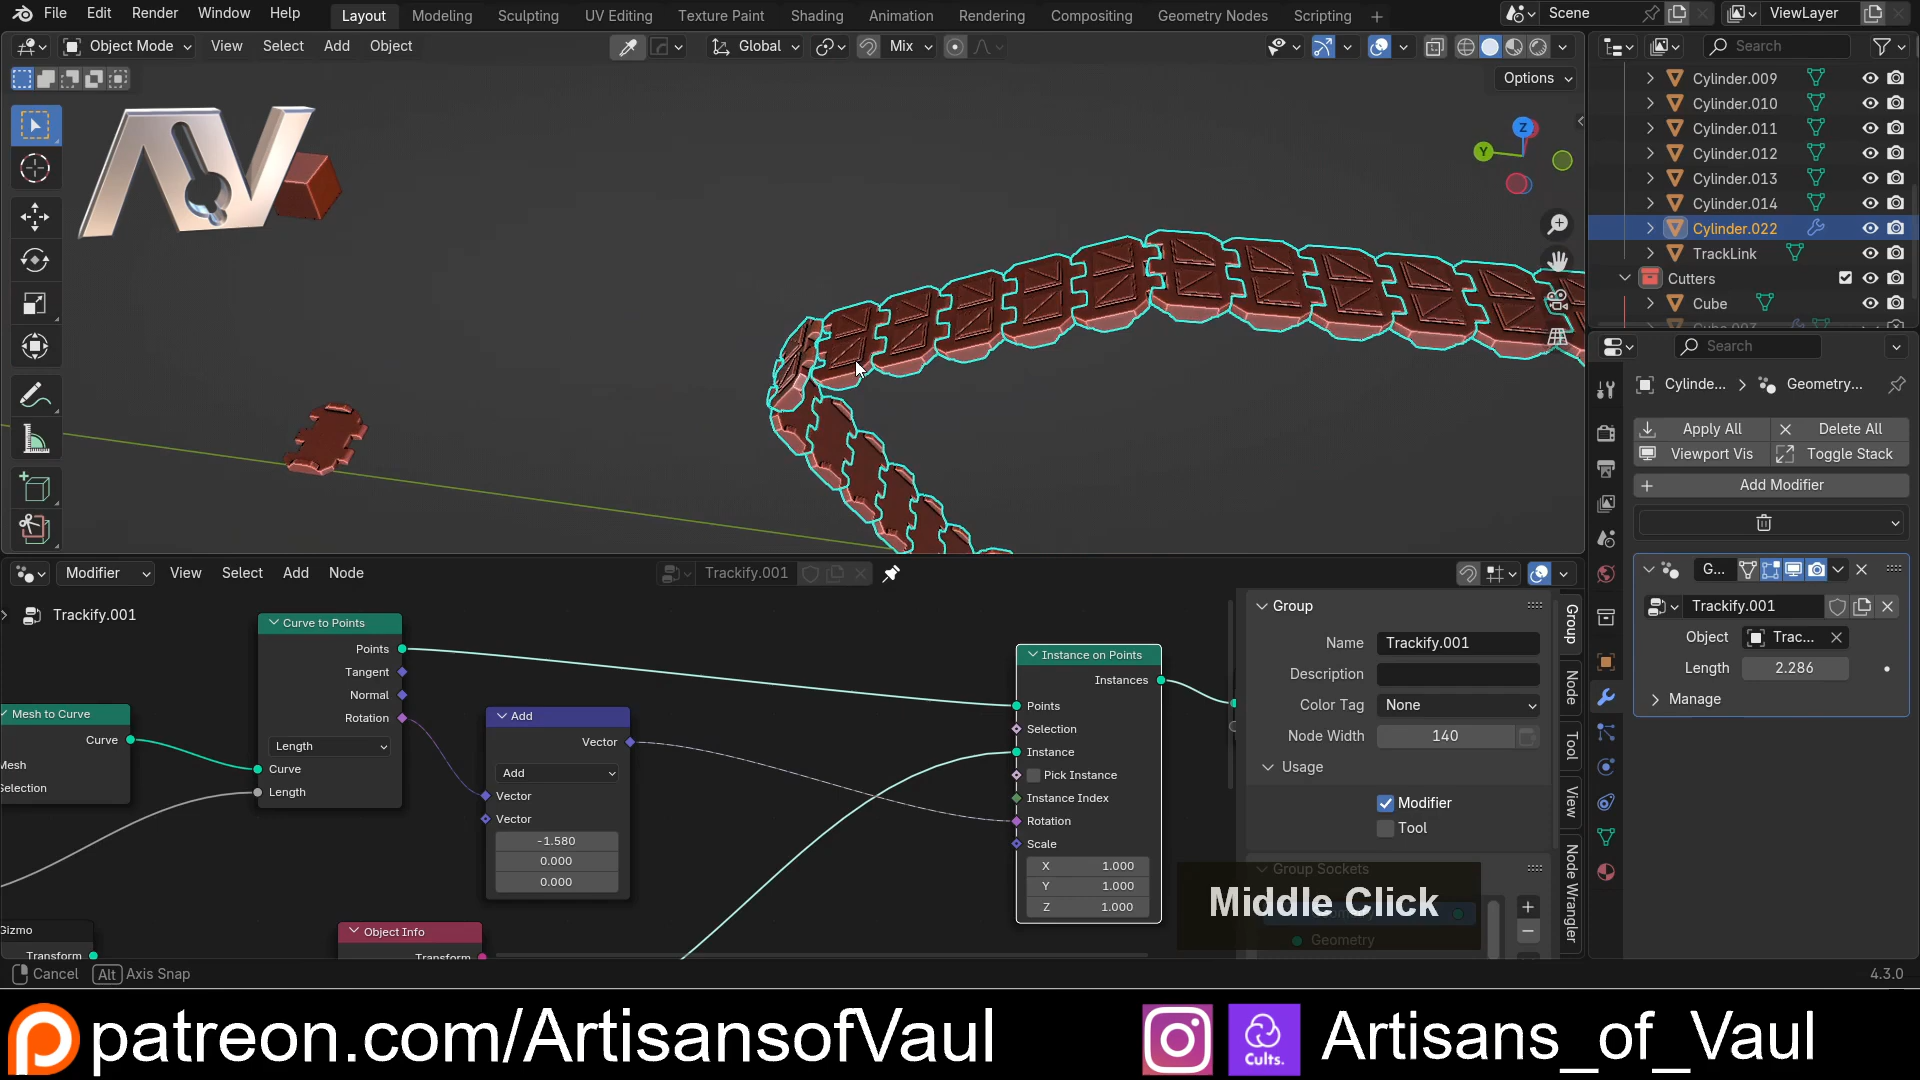 File Edit Render Window Help Layout Modeling Sculpting UV Editing Texture Paint Shading Animation Rendering Compositing Geometry Nodes Scripting + Scene ViewLayer
Object Mode View Select Add Object Global Mix Search
Options
Cylinder.009
Cylinder.010
Cylinder.011
Cylinder.012
Cylinder.013
Cylinder.014
Cylinder.022
TrackLink
Cutters
Cube
Z
Y
Search
Cylinde... > Geometry...
Apply All Delete All
Viewport Vis Toggle Stack
Add Modifier
G...
Trackify.001
Object Trac...
Length 2.286
Manage
Modifier View Select Add Node Trackify.001
Trackify.001
Curve to Points
Points
Tangent
Normal
Rotation
Length
Curve
Length
Mesh to Curve
Curve
Mesh
Selection
Add
Vector
Add
Vector
Vector
-1.580
0.000
0.000
Gizmo
Transform
Object Info
Transform
Instance on Points
Instances
Points
Selection
Instance
Pick Instance
Instance Index
Rotation
Scale
X 1.000
Y 1.000
Z 1.000
Group
Name Trackify.001
Description
Color Tag None
Node Width 140
Usage
Modifier
Tool
Group Sockets
Geometry
Group
Node
Tool
View
Node Wrangler
Middle Click
Cancel Alt Axis Snap 4.3.0
patreon.com/ArtisansofVaul Cults. Artisans_of_Vaul